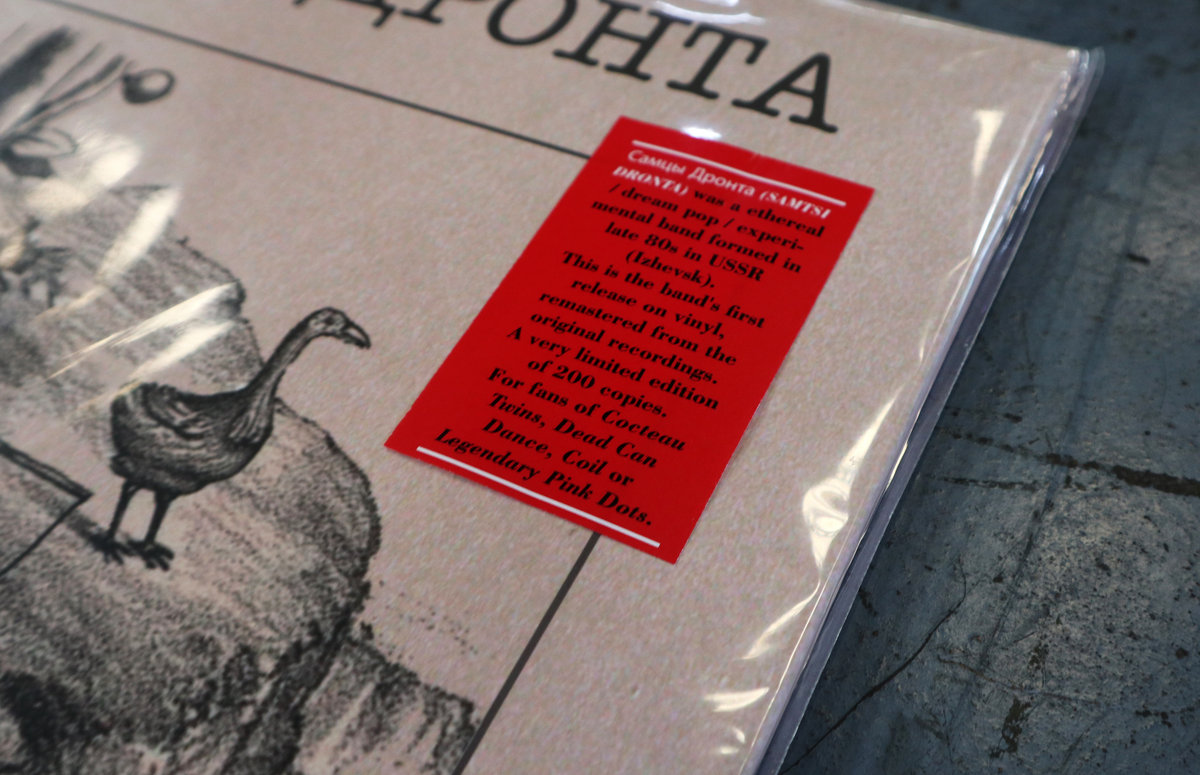 ДРОНТА
Самцы Дронта (SAMTSI
DRONTA) was a ethereal
/ dream pop / experi-
mental band formed in
late 80s in USSR
(Izhevsk).
This is the band's first
release on vinyl,
remastered from the
original recordings.
A very limited edition
of 200 copies.
For fans of Cocteau
Twins, Dead Can
Dance, Coil or
Legendary Pink Dots.